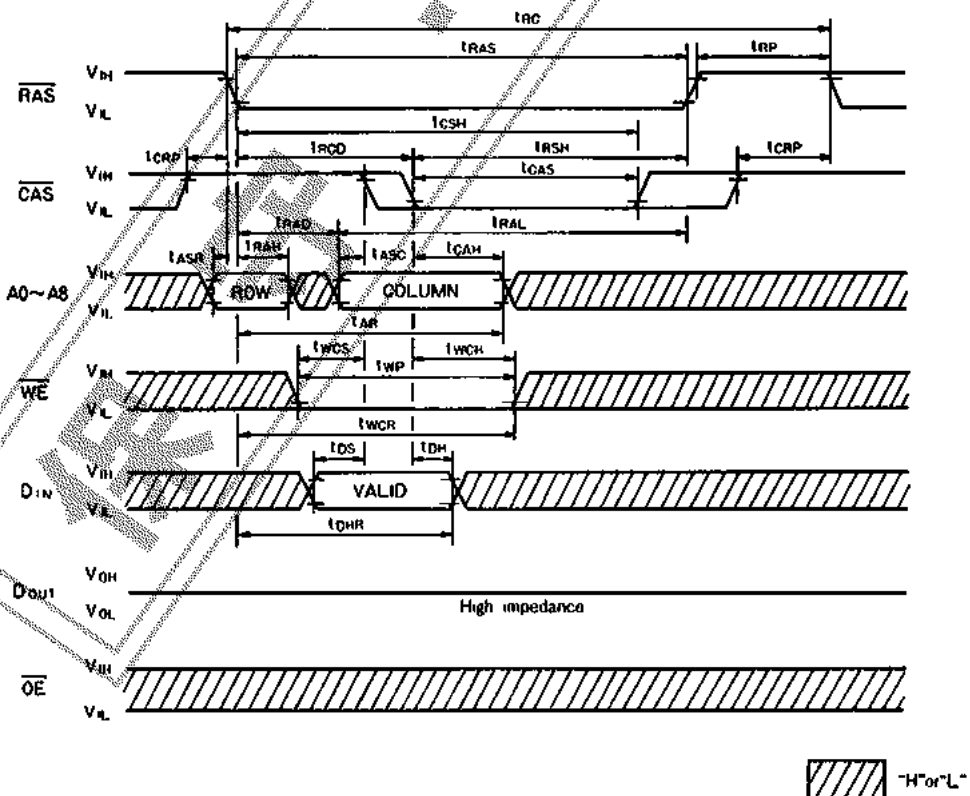 tRC
tRAS
tRP
RAS
VIH
VIL
tCSH
tCRP
tRCD
tRSH
tCRP
CAS
VIH
VIL
tCAS
tRAD
tRAL
tASR
tRAH
tASC
tCAH
A0~A8
VIH
VIL
ROW
COLUMN
tAR
tWCS
tWCH
tWP
WE
VIH
VIL
tWCR
tDS
tDH
DIN
VIH
VIL
VALID
tDHR
DOUT
VOH
VOL
High impedance
OE
VIH
VIL
"H" or "L"